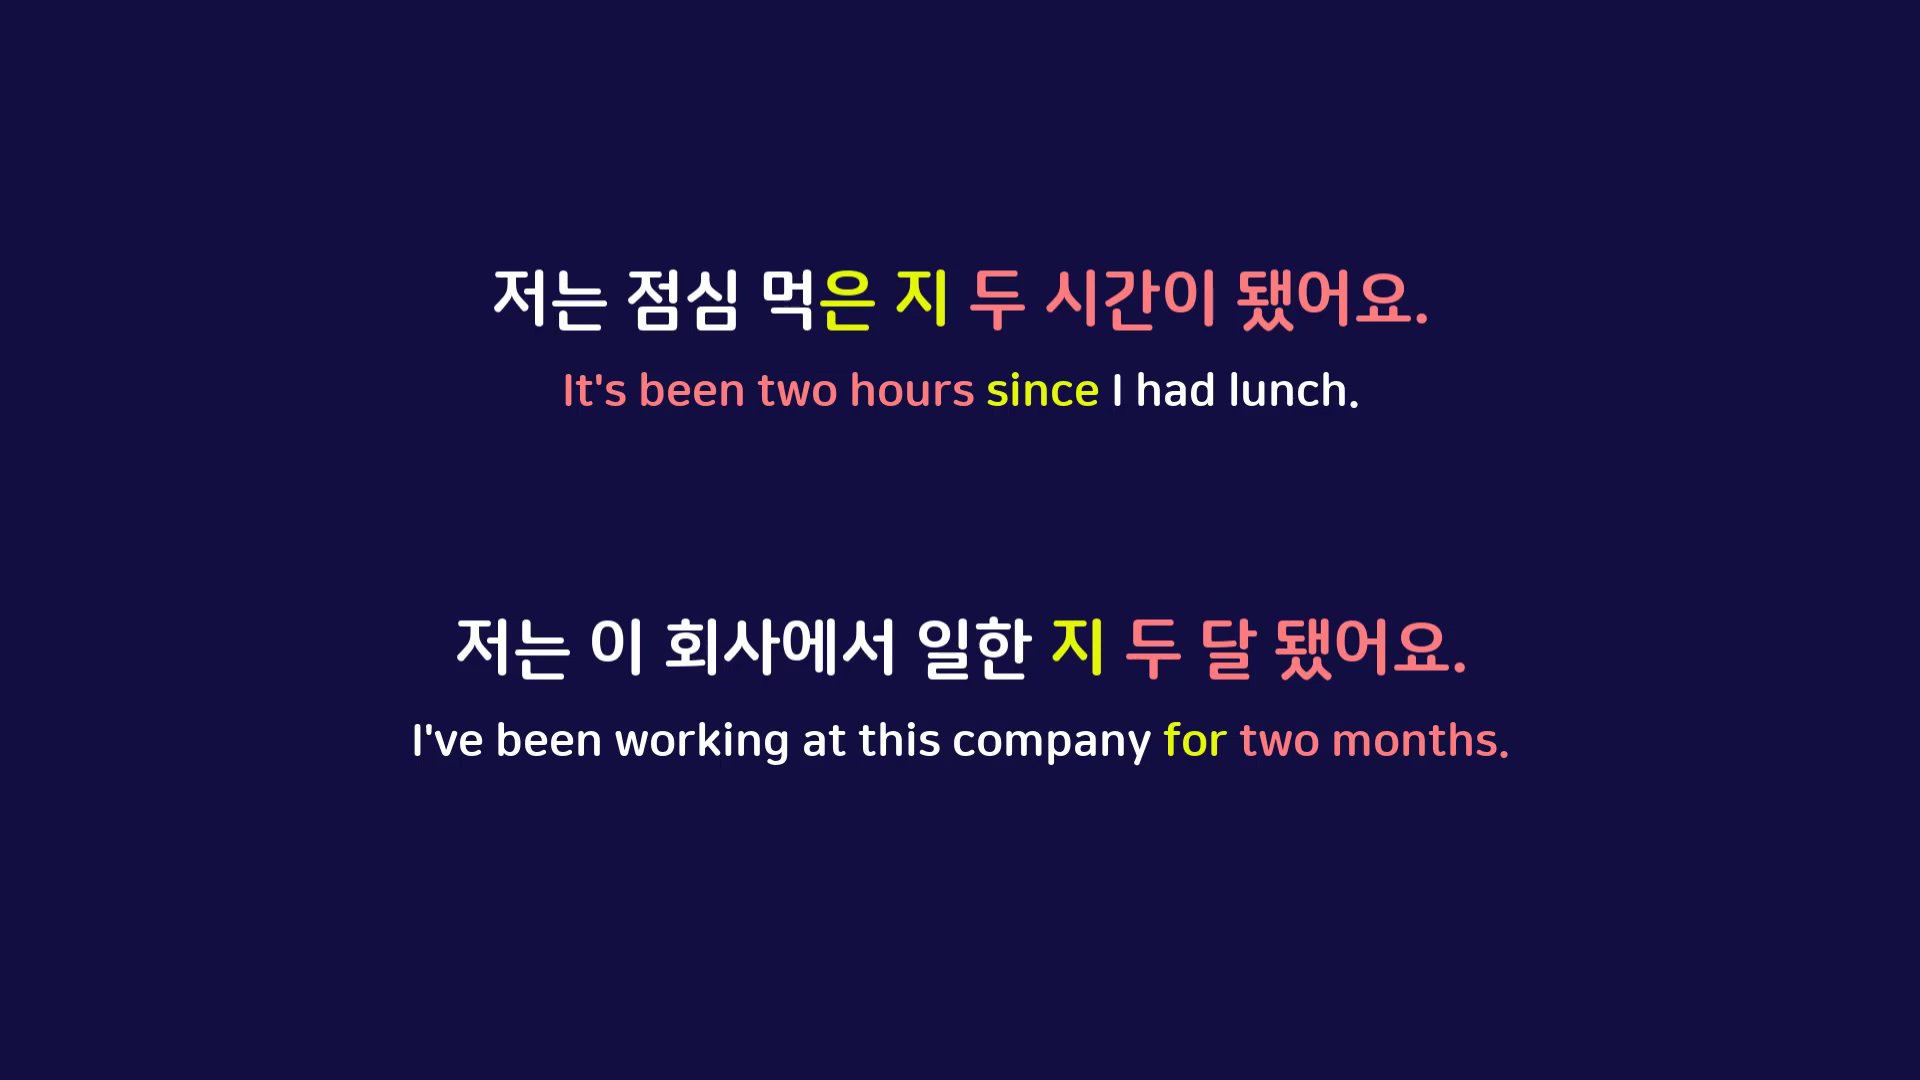 저는 점심 먹은 지 두 시간이 됐어요.
It's been two hours since I had lunch.
저는 이 회사에서 일한 지 두 달 됐어요.
I've been working at this company for two months.